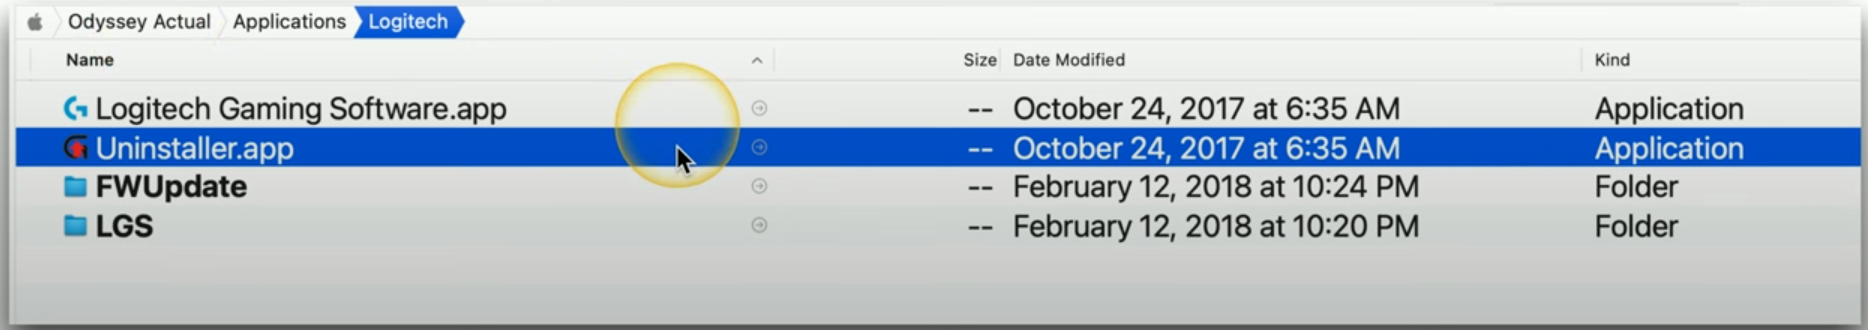 Odyssey Actual Applications Logitech
Name Size Date Modified Kind
Logitech Gaming Software.app -- October 24, 2017 at 6:35 AM Application
Uninstaller.app -- October 24, 2017 at 6:35 AM Application
FWUpdate -- February 12, 2018 at 10:24 PM Folder
LGS -- February 12, 2018 at 10:20 PM Folder